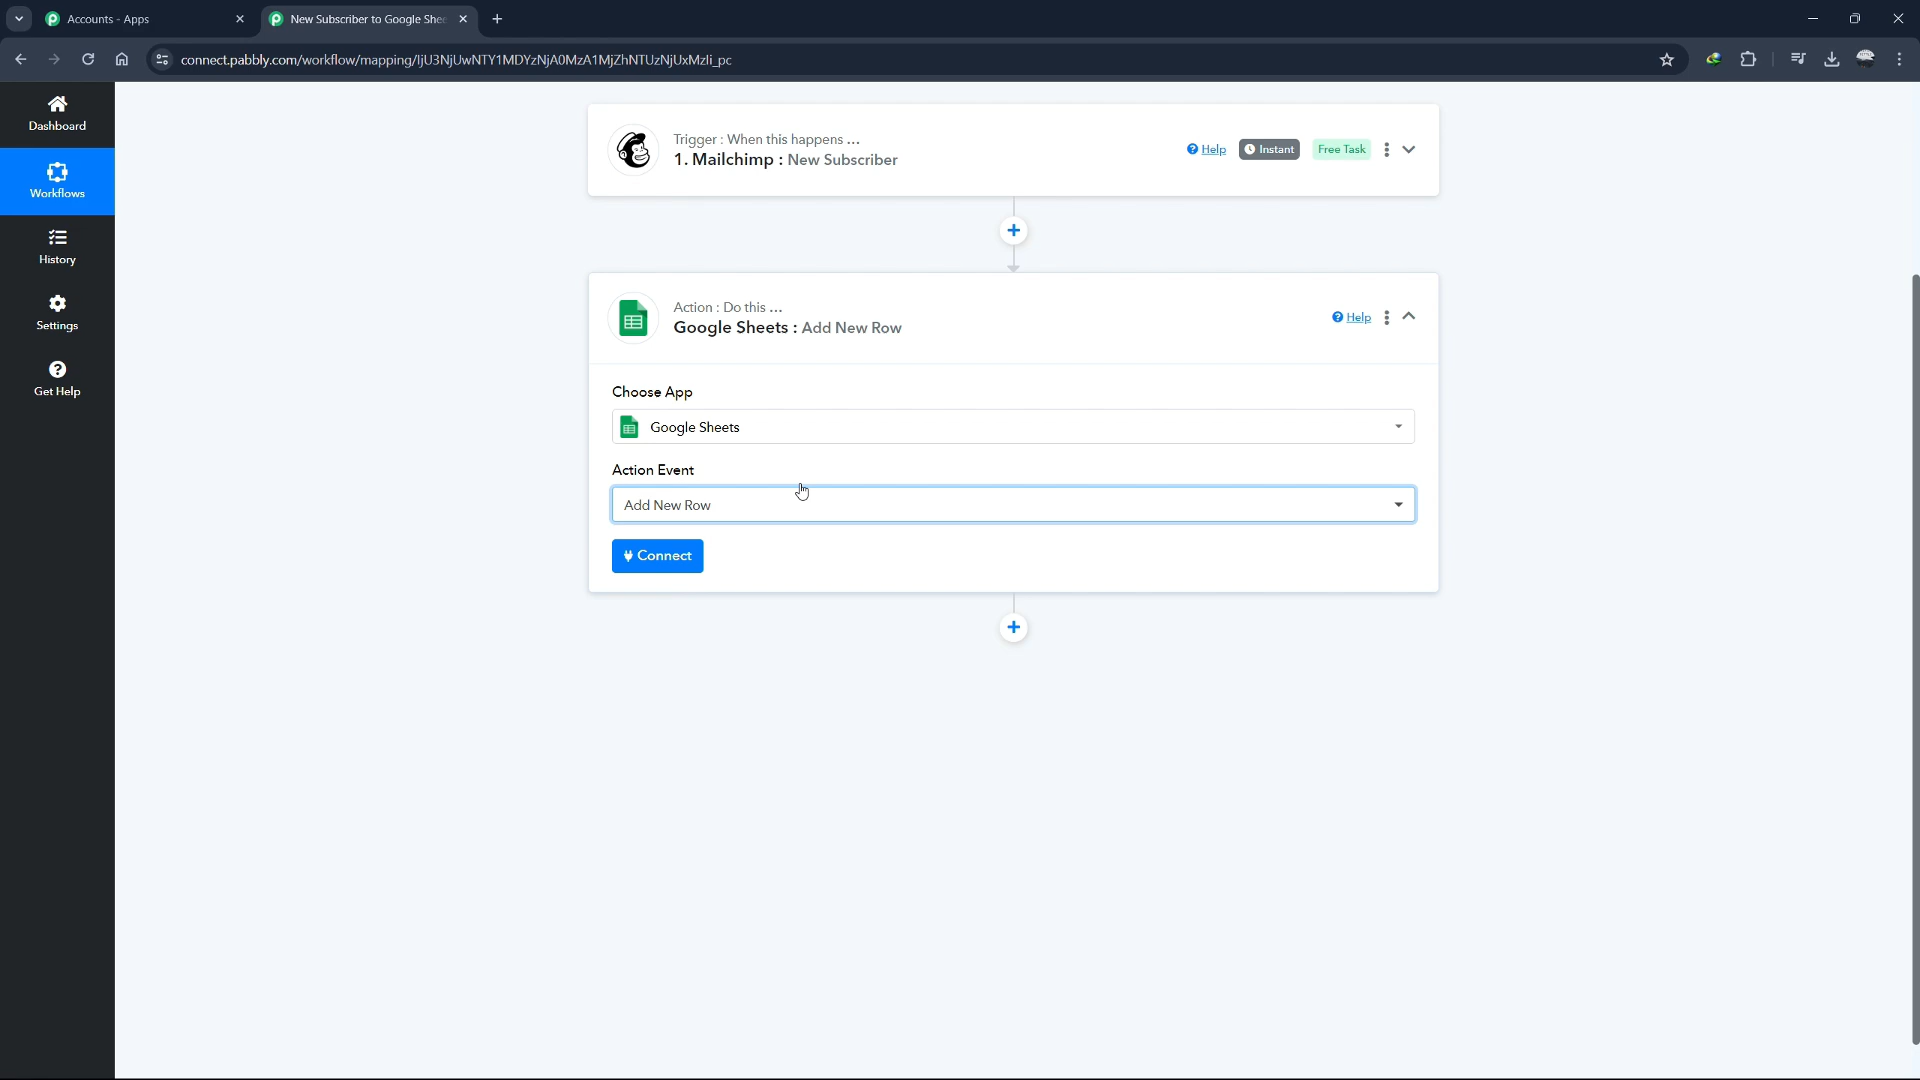 Accounts - Apps
New Subscriber to Google Shee
connect.pabbly.com/workflow/mapping/IjU3NjUwNTY1MDYzNjA0MzA1MjZhNTUzNjUxMzIi_pc
Dashboard
Workflows
History
Settings
Get Help
Trigger : When this happens ...
1. Mailchimp : New Subscriber
Help
Instant
Free Task
Action : Do this ...
Google Sheets : Add New Row
Help
Choose App
Google Sheets
Action Event
Add New Row
Connect